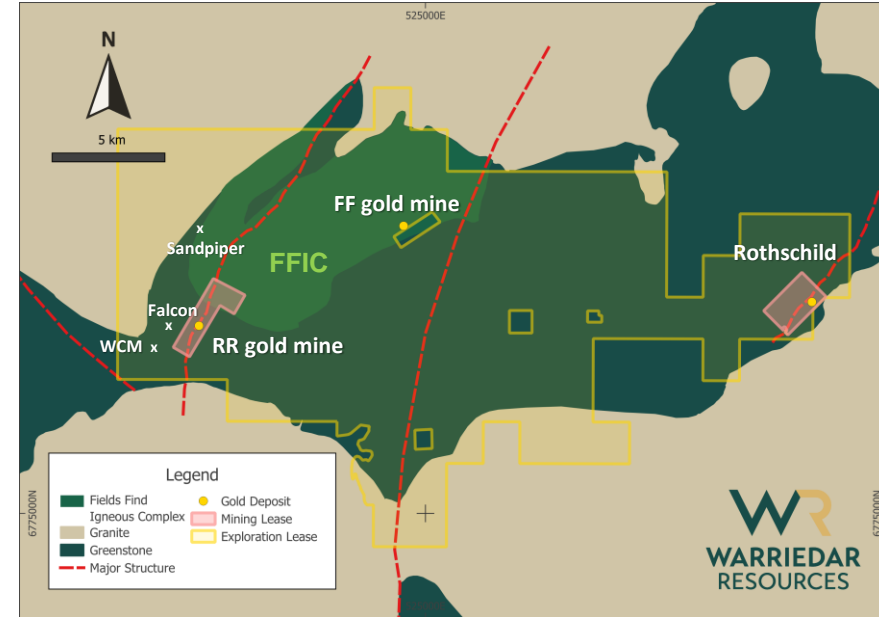 525000E
N
5 km
FF gold mine
Sandpiper
FFIC
Rothschild
Falcon
WCM
RR gold mine
Legend
Fields Find
Igneous Complex
Granite
Greenstone
Major Structure
Gold Deposit
Mining Lease
Exploration Lease
6775000N
6775000N
WR
WARRIEDAR
RESOURCES